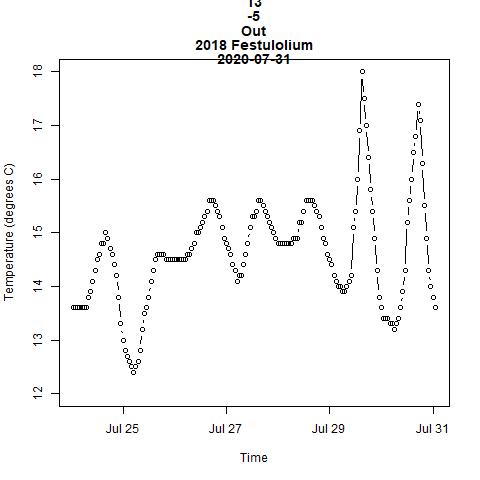 13
-5
Out
2018 Festulolium
2020-07-31
18
17
16
15
14
13
12
Temperature (degrees C)
Jul 25
Jul 27
Jul 29
Jul 31
Time